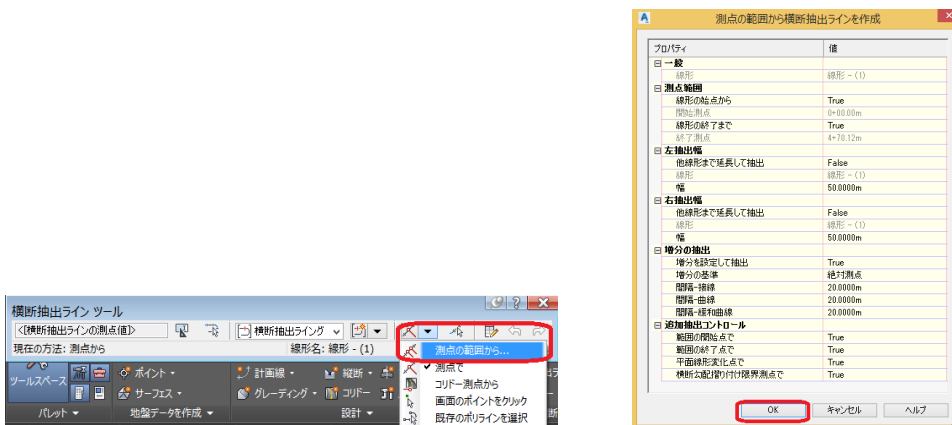 横断抽出ライン ツール
<[横断抽出ラインの測点値]>
横断抽出ライング
現在の方法: 測点から
線形名: 線形 - (1)
測点の範囲から...
測点で
コリドー測点から
画面のポイントをクリック
既存のポリラインを選択
ツールスペース
ポイント
サーフェス
計画線
グレーディング
縦断
コリドー
パレット
地盤データを作成
設計
測点の範囲から横断抽出ラインを作成
プロパティ 値
一般
線形 線形 - (1)
測点範囲
線形の始点から True
開始測点 0+00.00m
線形の終了まで True
終了測点 4+70.12m
左抽出幅
他線形まで延長して抽出 False
線形 線形 - (1)
幅 50.0000m
右抽出幅
他線形まで延長して抽出 False
線形 線形 - (1)
幅 50.0000m
増分の抽出
増分を設定して抽出 True
増分の基準 絶対測点
間隔-接線 20.0000m
間隔-曲線 20.0000m
間隔-緩和曲線 20.0000m
追加抽出コントロール
範囲の開始点で True
範囲の終了点で True
平面線形変化点で True
横断勾配摺り付け限界測点で True
OK キャンセル ヘルプ